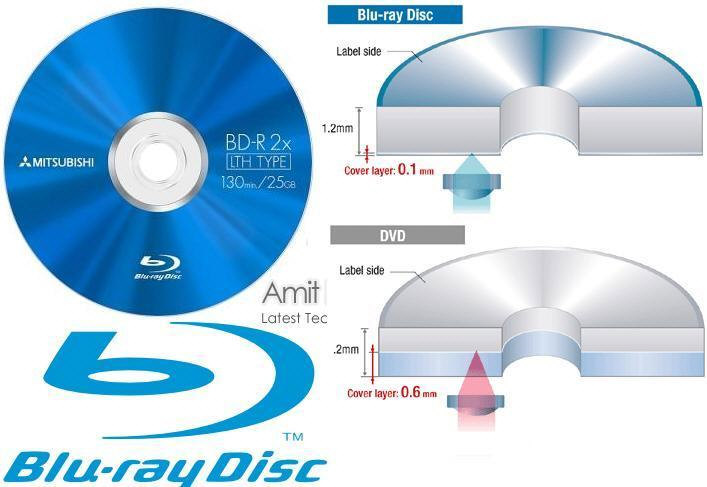 MITSUBISHI
BD-R 2x
LTH TYPE
130min./25GB
Blu-ray Disc
Amit
Latest Tec
TM
Blu-ray Disc
Blu-ray Disc
Label side
1.2mm
Cover layer: 0.1 mm
DVD
Label side
.2mm
Cover layer: 0.6 mm